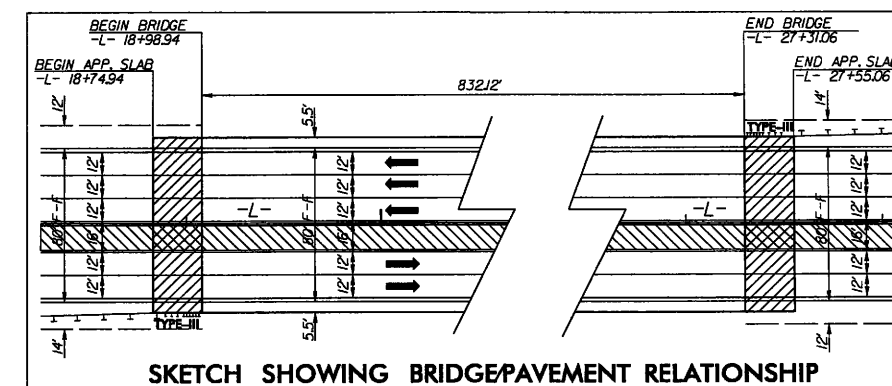 BEGIN BRIDGE
-L- 18+98.94
END BRIDGE
-L- 27+31.06
BEGIN APP. SLAB
-L- 18+74.94
END APP. SLAB
-L- 27+55.06
832.12'
12'
5.5'
14'
TYPE-III
12'
12'
12'
12'
12'
12'
12'
12'
12'
-L-
-L-
80' F-F
16'
80' F-F
16'
80' F-F
16'
12'
12'
12'
12'
12'
12'
TYPE-III
14'
5.5'
12'
SKETCH SHOWING BRIDGE/PAVEMENT RELATIONSHIP